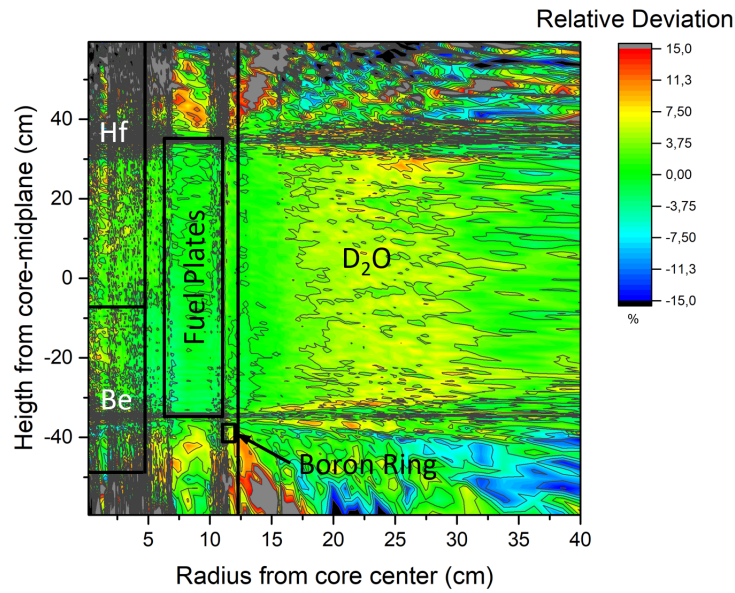 Relative Deviation
15,0
11,3
7,50
3,75
0,00
-3,75
-7,50
-11,3
-15,0
%
Heigth from core-midplane (cm)
40
20
0
-20
-40
Hf
Be
Fuel Plates
D₂O
Boron Ring
5
10
15
20
25
30
35
40
Radius from core center (cm)